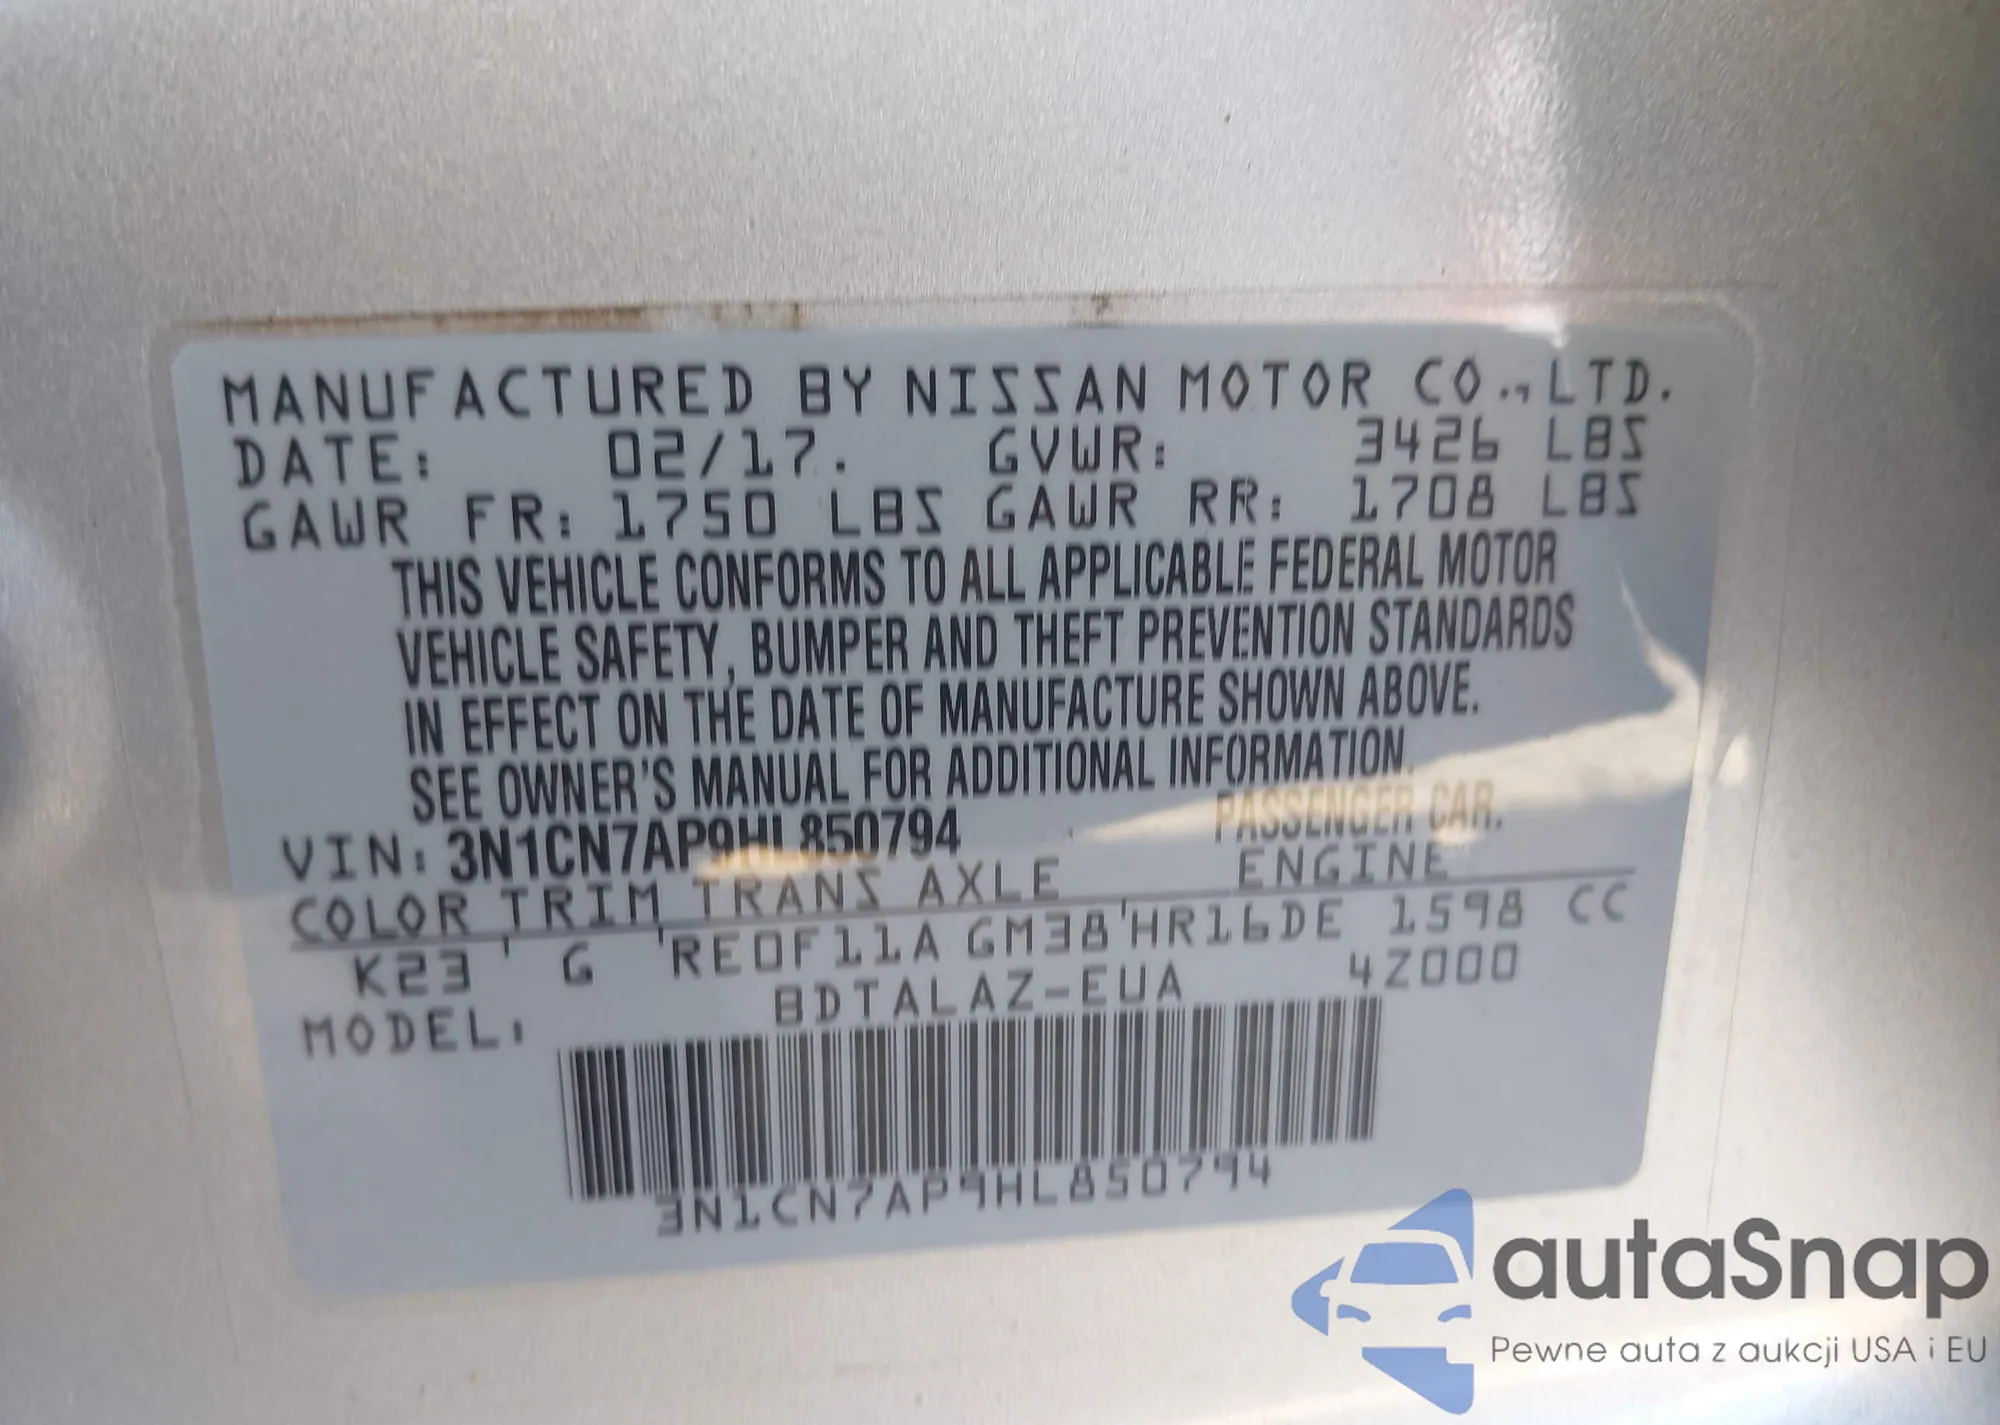 MANUFACTURED BY NISSAN MOTOR CO.,LTD.
DATE: 02/17. GVWR: 3426 LBS
GAWR FR: 1750 LBS GAWR RR: 1708 LBS
THIS VEHICLE CONFORMS TO ALL APPLICABLE FEDERAL MOTOR
VEHICLE SAFETY, BUMPER AND THEFT PREVENTION STANDARDS
IN EFFECT ON THE DATE OF MANUFACTURE SHOWN ABOVE.
SEE OWNER'S MANUAL FOR ADDITIONAL INFORMATION.
VIN: 3N1CN7AP9HL850794 PASSENGER CAR.
COLOR TRIM TRANS AXLE ENGINE
K23 ' G 'RE0F11A GM38'HR16DE 1598 CC
MODEL: BDTALAZ-EUA 4Z000
3N1CN7AP9HL850794
autaSnap
Pewne auta z aukcji USA i EU